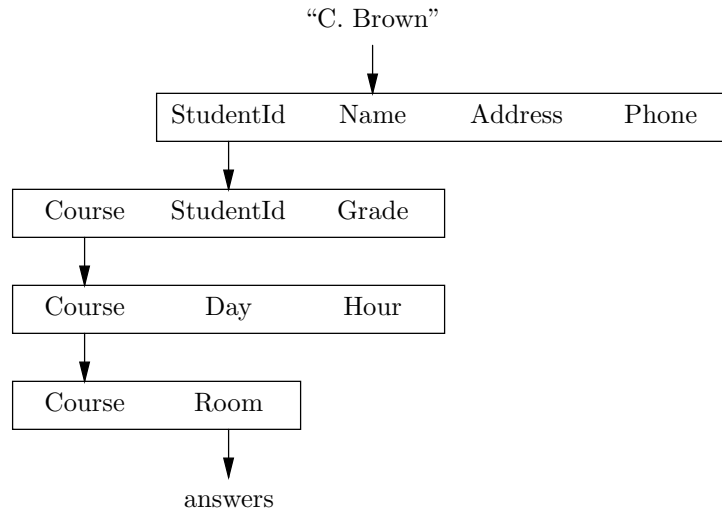 “C. Brown”
StudentId Name Address Phone
Course StudentId Grade
Course Day Hour
Course Room
answers